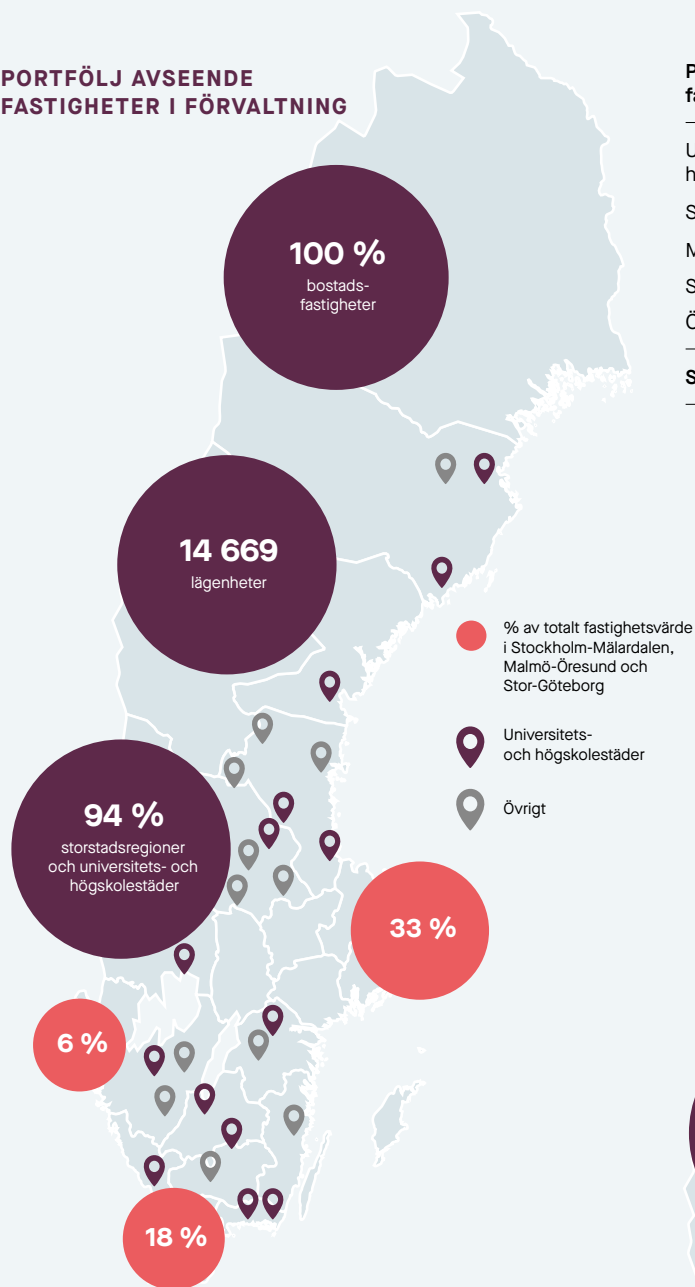 PORTFÖLJ AVSEENDE
FASTIGHETER I FÖRVALTNING
100 %
bostads-
fastigheter
14 669
lägenheter
% av totalt fastighetsvärde
i Stockholm-Mälardalen,
Malmö-Öresund och
Stor-Göteborg
Universitets-
och högskolestäder
Övrigt
94 %
storstadsregioner
och universitets- och
högskolestäder
33 %
6 %
18 %